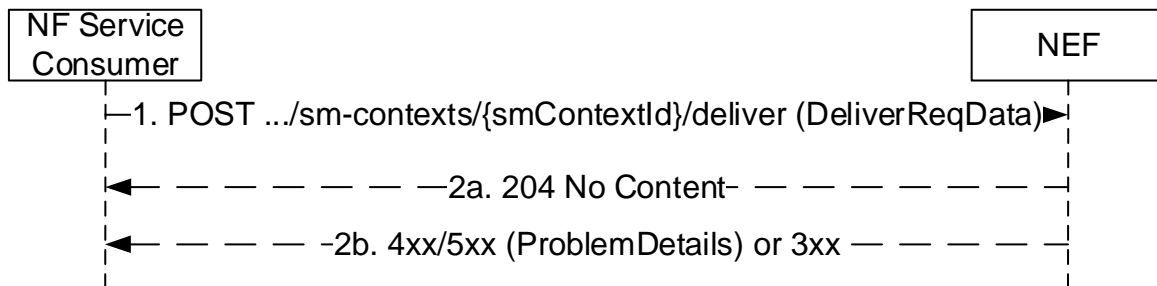 NF Service
Consumer
NEF
1. POST .../sm-contexts/{smContextId}/deliver (DeliverReqData)
2a. 204 No Content
2b. 4xx/5xx (ProblemDetails) or 3xx